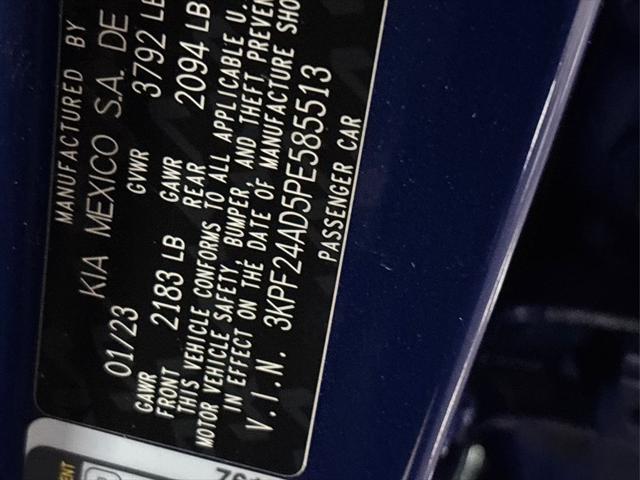 MANUFACTURED BY
KIA MEXICO S.A. DE
01/23 GVWR 3792 LB
GAWR FRONT 2183 LB GAWR REAR 2094 LB
THIS VEHICLE CONFORMS TO ALL APPLICABLE U.
MOTOR VEHICLE SAFETY, BUMPER, AND THEFT PREVEN
IN EFFECT ON THE DATE OF MANUFACTURE SHO
V.I.N. 3KPF24AD5PE585513
PASSENGER CAR